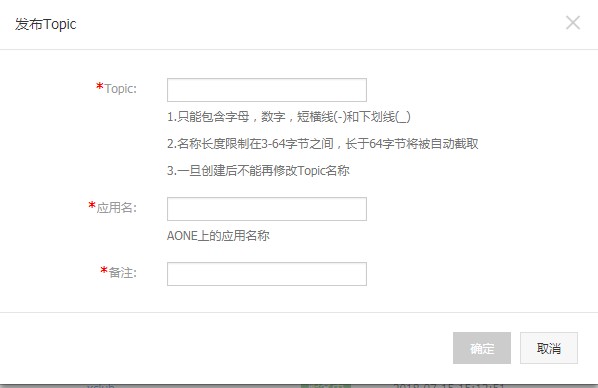 发布Topic
*Topic:
1.只能包含字母，数字，短横线(-)和下划线(_)
2.名称长度限制在3-64字节之间，长于64字节将被自动截取
3.一旦创建后不能再修改Topic名称
*应用名:
AONE上的应用名称
*备注:
确定 取消